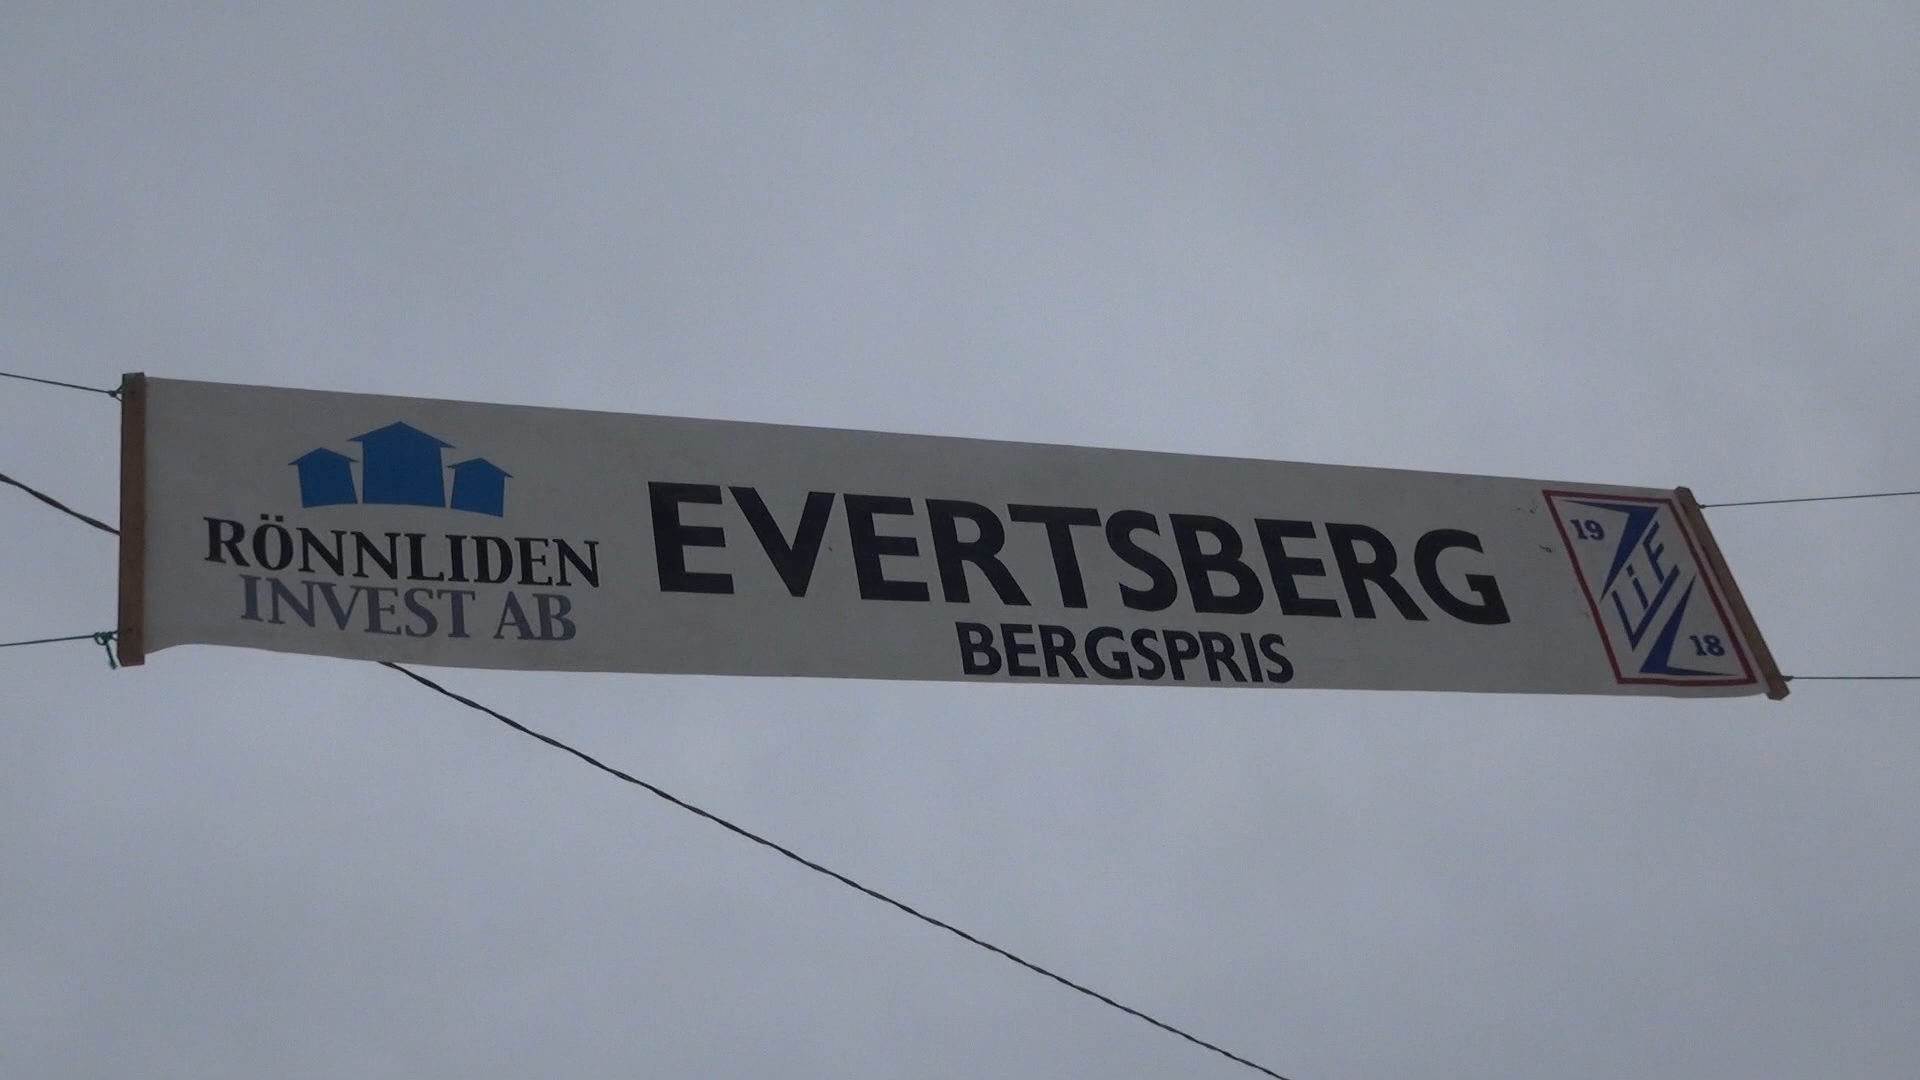 RÖNNLIDEN
INVEST AB
EVERTSBERG
BERGSPRIS
19
LiF
18